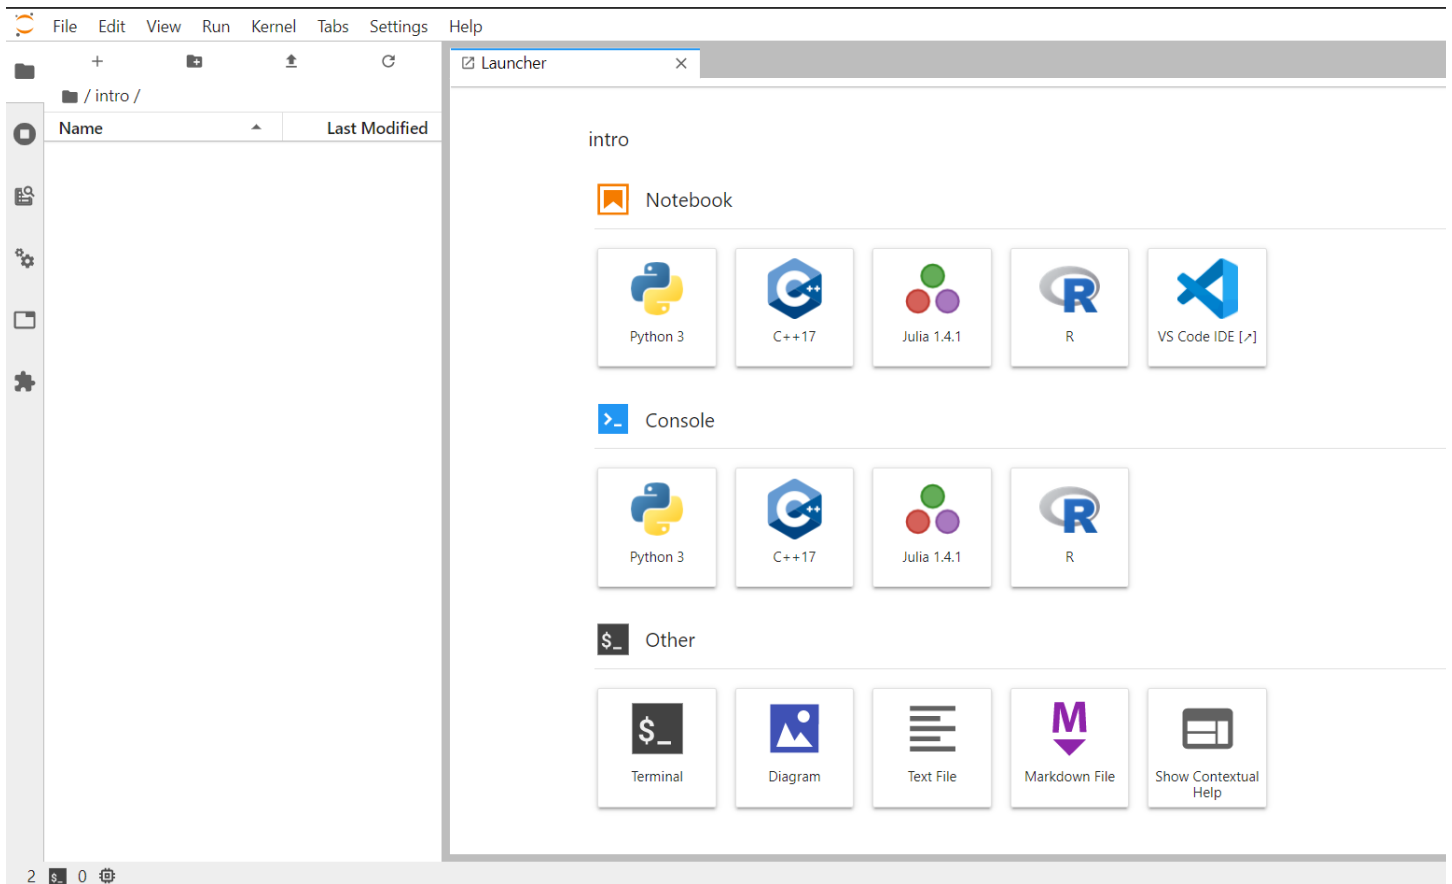 File Edit View Run Kernel Tabs Settings Help
Launcher
/ intro /
Name Last Modified
intro
Notebook
Python 3 C++17 Julia 1.4.1 R VS Code IDE [↗]
Console
Python 3 C++17 Julia 1.4.1 R
$_ Other
Terminal Diagram Text File Markdown File Show Contextual
Help
2 $_ 0